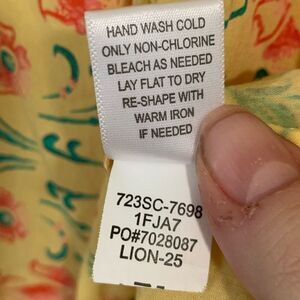 HAND WASH COLD
ONLY NON-CHLORINE
BLEACH AS NEEDED
LAY FLAT TO DRY
RE-SHAPE WITH
WARM IRON
IF NEEDED
723SC-7698
1FJA7
PO#7028087
LION-25